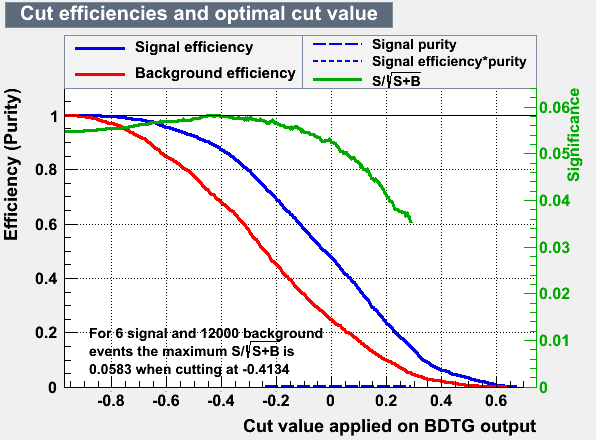 Cut efficiencies and optimal cut value
Signal efficiency
Background efficiency
Signal purity
Signal efficiency*purity
S/√S+B
Efficiency (Purity)
1
0.8
0.6
0.4
0.2
0
0.06
0.05
0.04
0.03
0.02
0.01
0
Significance
For 6 signal and 12000 background
events the maximum S/√S+B is
0.0583 when cutting at -0.4134
-0.8 -0.6 -0.4 -0.2 0 0.2 0.4 0.6
Cut value applied on BDTG output